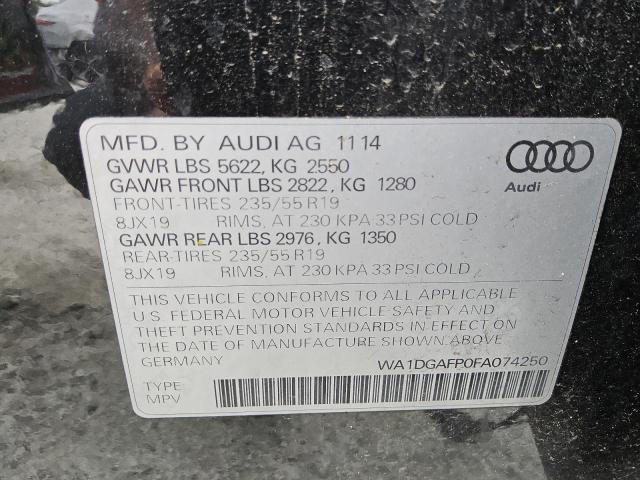 MFD. BY AUDI AG 11 14
GVWR LBS 5622, KG 2550
GAWR FRONT LBS 2822, KG 1280
FRONT-TIRES 235/55 R19
8JX19 RIMS, AT 230 KPA 33 PSI COLD
GAWR REAR LBS 2976, KG 1350
REAR-TIRES 235/55 R19
8JX19 RIMS, AT 230 KPA 33 PSI COLD
Audi
THIS VEHICLE CONFORMS TO ALL APPLICABLE
U.S. FEDERAL MOTOR VEHICLE SAFETY AND
THEFT PREVENTION STANDARDS IN EFFECT ON
THE DATE OF MANUFACTURE SHOWN ABOVE
GERMANY
WA1DGAFP0FA074250
TYPE
MPV